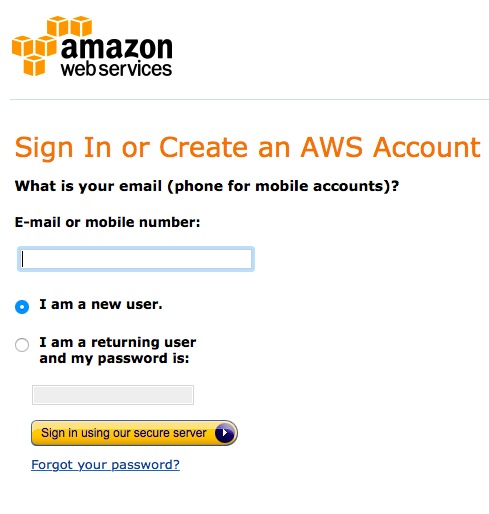 amazon
webservices
Sign In or Create an AWS Account
What is your email (phone for mobile accounts)?
E-mail or mobile number:
I am a new user.
I am a returning user
and my password is:
Sign in using our secure server
Forgot your password?